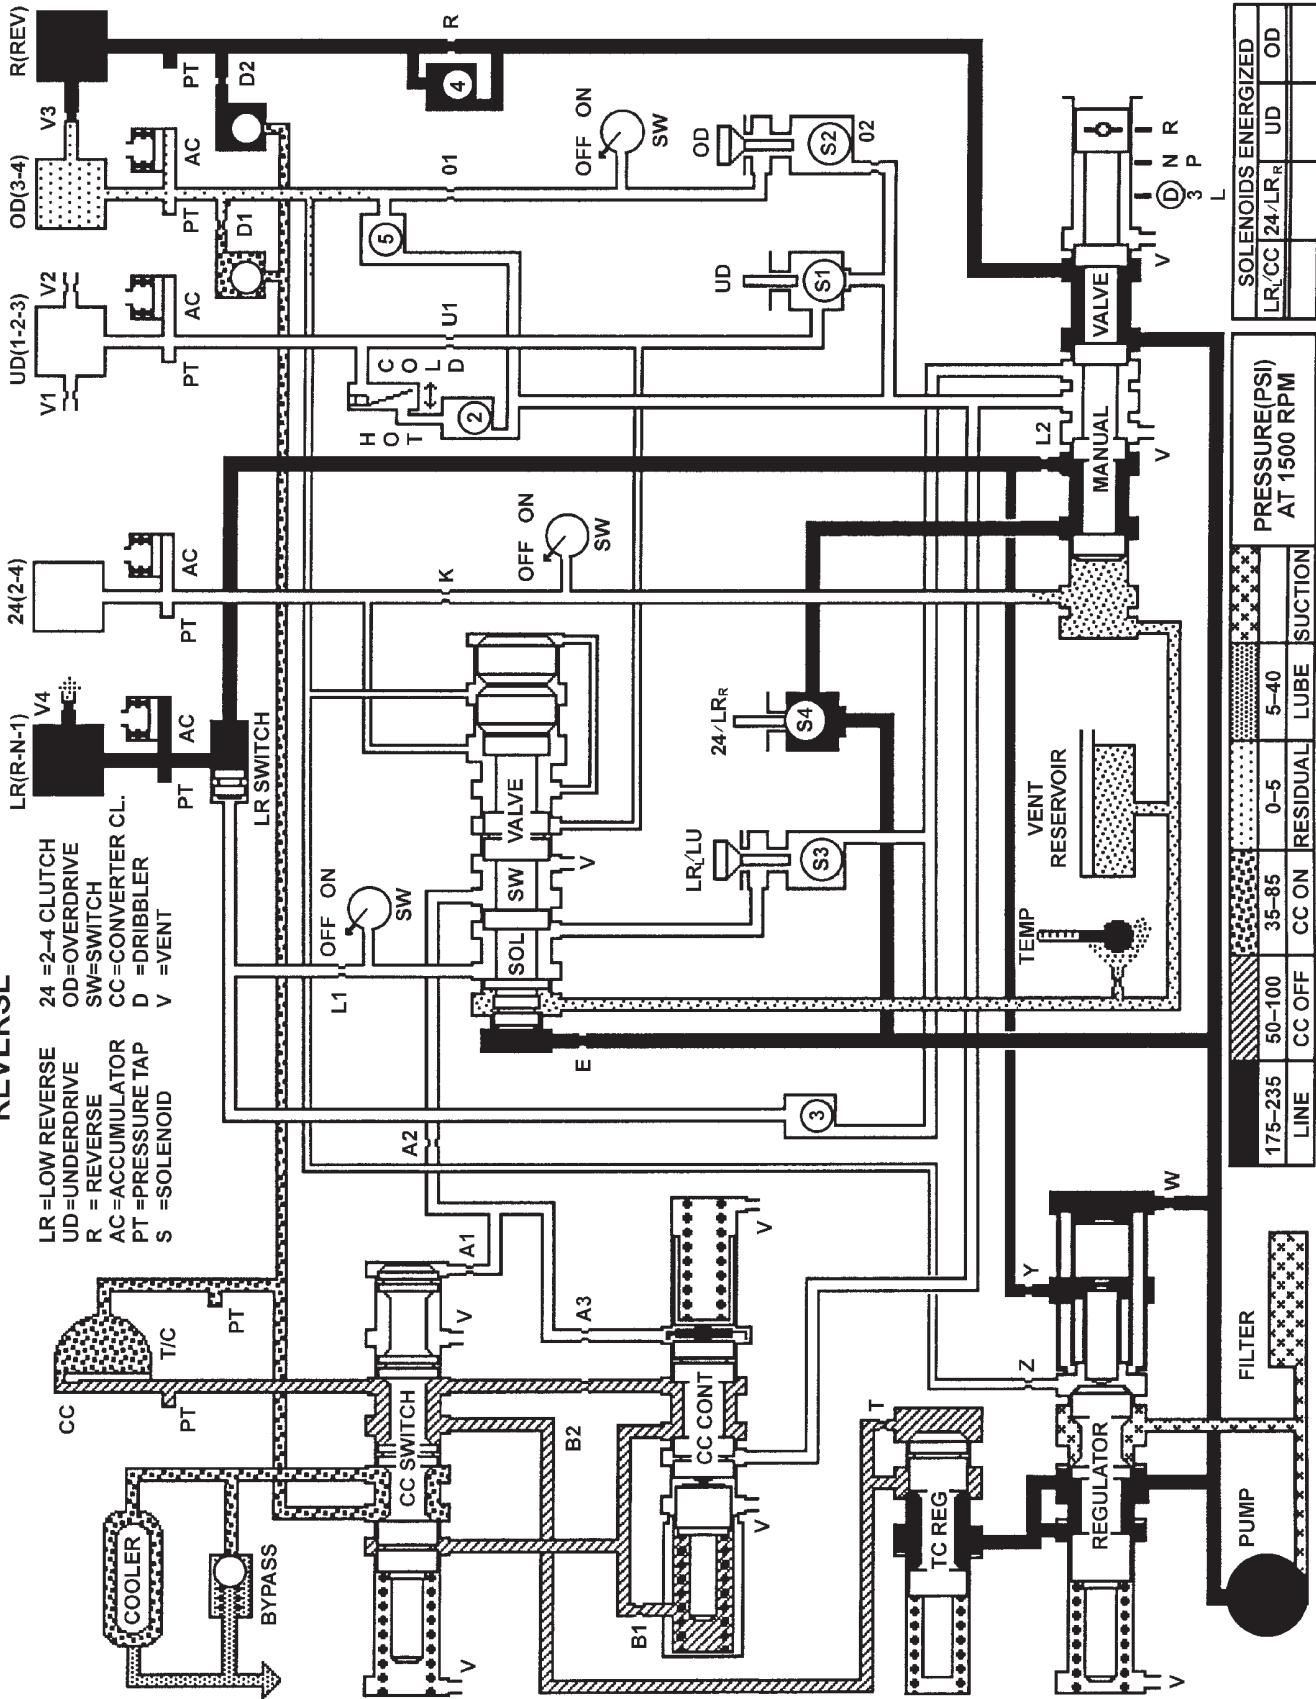 REVERSE
LR =LOW REVERSE
UD=UNDERDRIVE
R = REVERSE
AC =ACCUMULATOR
PT =PRESSURE TAP
S =SOLENOID
24 =2–4 CLUTCH
OD=OVERDRIVE
SW=SWITCH
CC =CONVERTER CL.
D =DRIBBLER
V =VENT
LR(R-N-1)
V4
24(2-4)
V1
UD(1-2-3)
V2
OD(3-4)
V3
R(REV)
PT
AC
PT
AC
PT
AC
PT
AC
PT
LR SWITCH
D1
D2
CC
T/C
PT
PT
COOLER
BYPASS
HOT
COLD
2
5
4
K
U1
01
R
OFF ON
SW
OFF ON
SW
OFF ON
SW
L1
A2
A1
A3
CC SWITCH
V
V
SOL SW VALVE
V
E
3
LR/LU
S3
24/LRR
S4
UD
S1
OD
S2
02
B2
B1
CC CONT
V
V
TEMP
VENT
RESERVOIR
T
TC REG
Z
Y
W
REGULATOR
V
L2
MANUAL VALVE
V
V
D N R
3 P
L
PUMP
FILTER
175–235 50–100 35–85 0–5 5–40
LINE CC OFF CC ON RESIDUAL LUBE SUCTION
PRESSURE(PSI)
AT 1500 RPM
SOLENOIDS ENERGIZED
LRL/CC 24/LRR UD OD